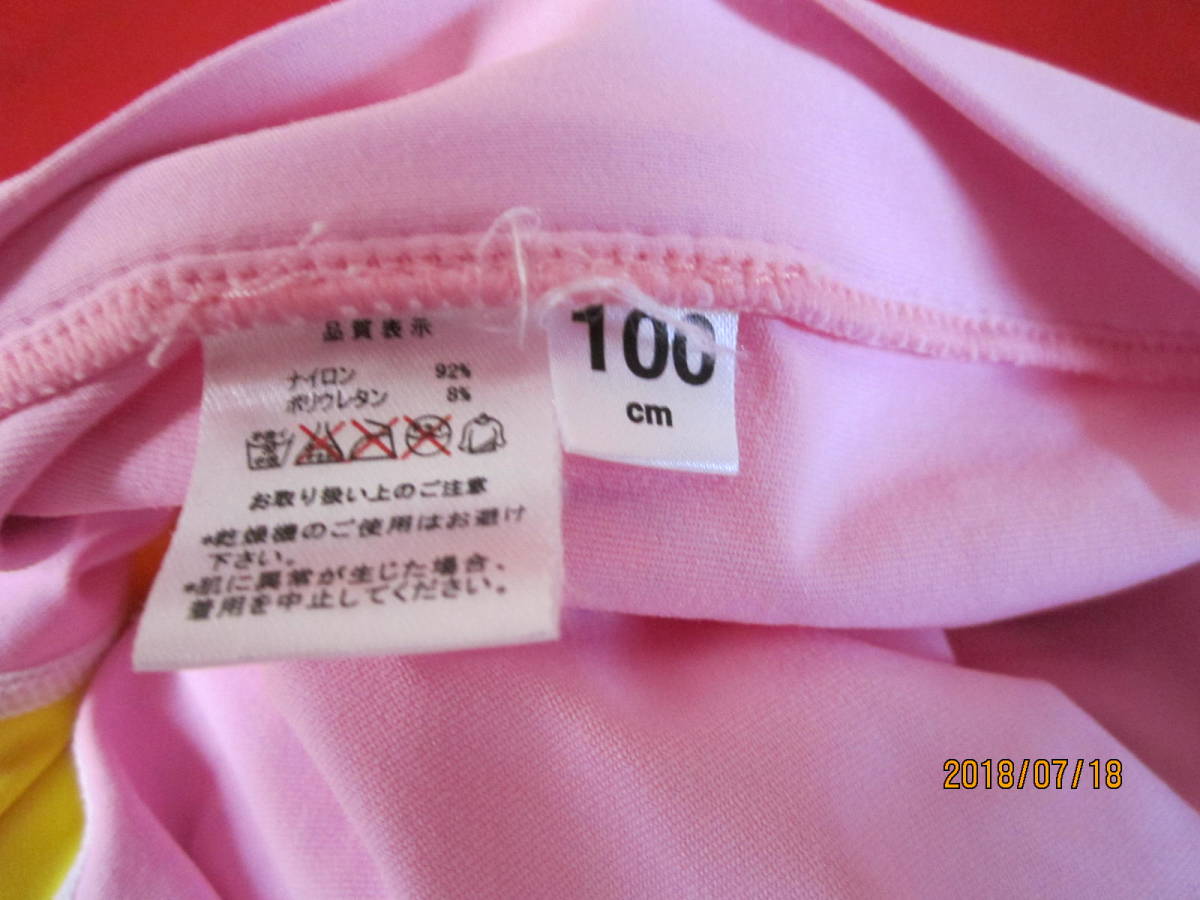 品質表示
ナイロン 92%
ポリウレタン 8%
お取り扱い上のご注意
*乾燥機のご使用はお避け
下さい。
*肌に異常が生じた場合、
着用を中止してください。
100
cm
2018/07/18